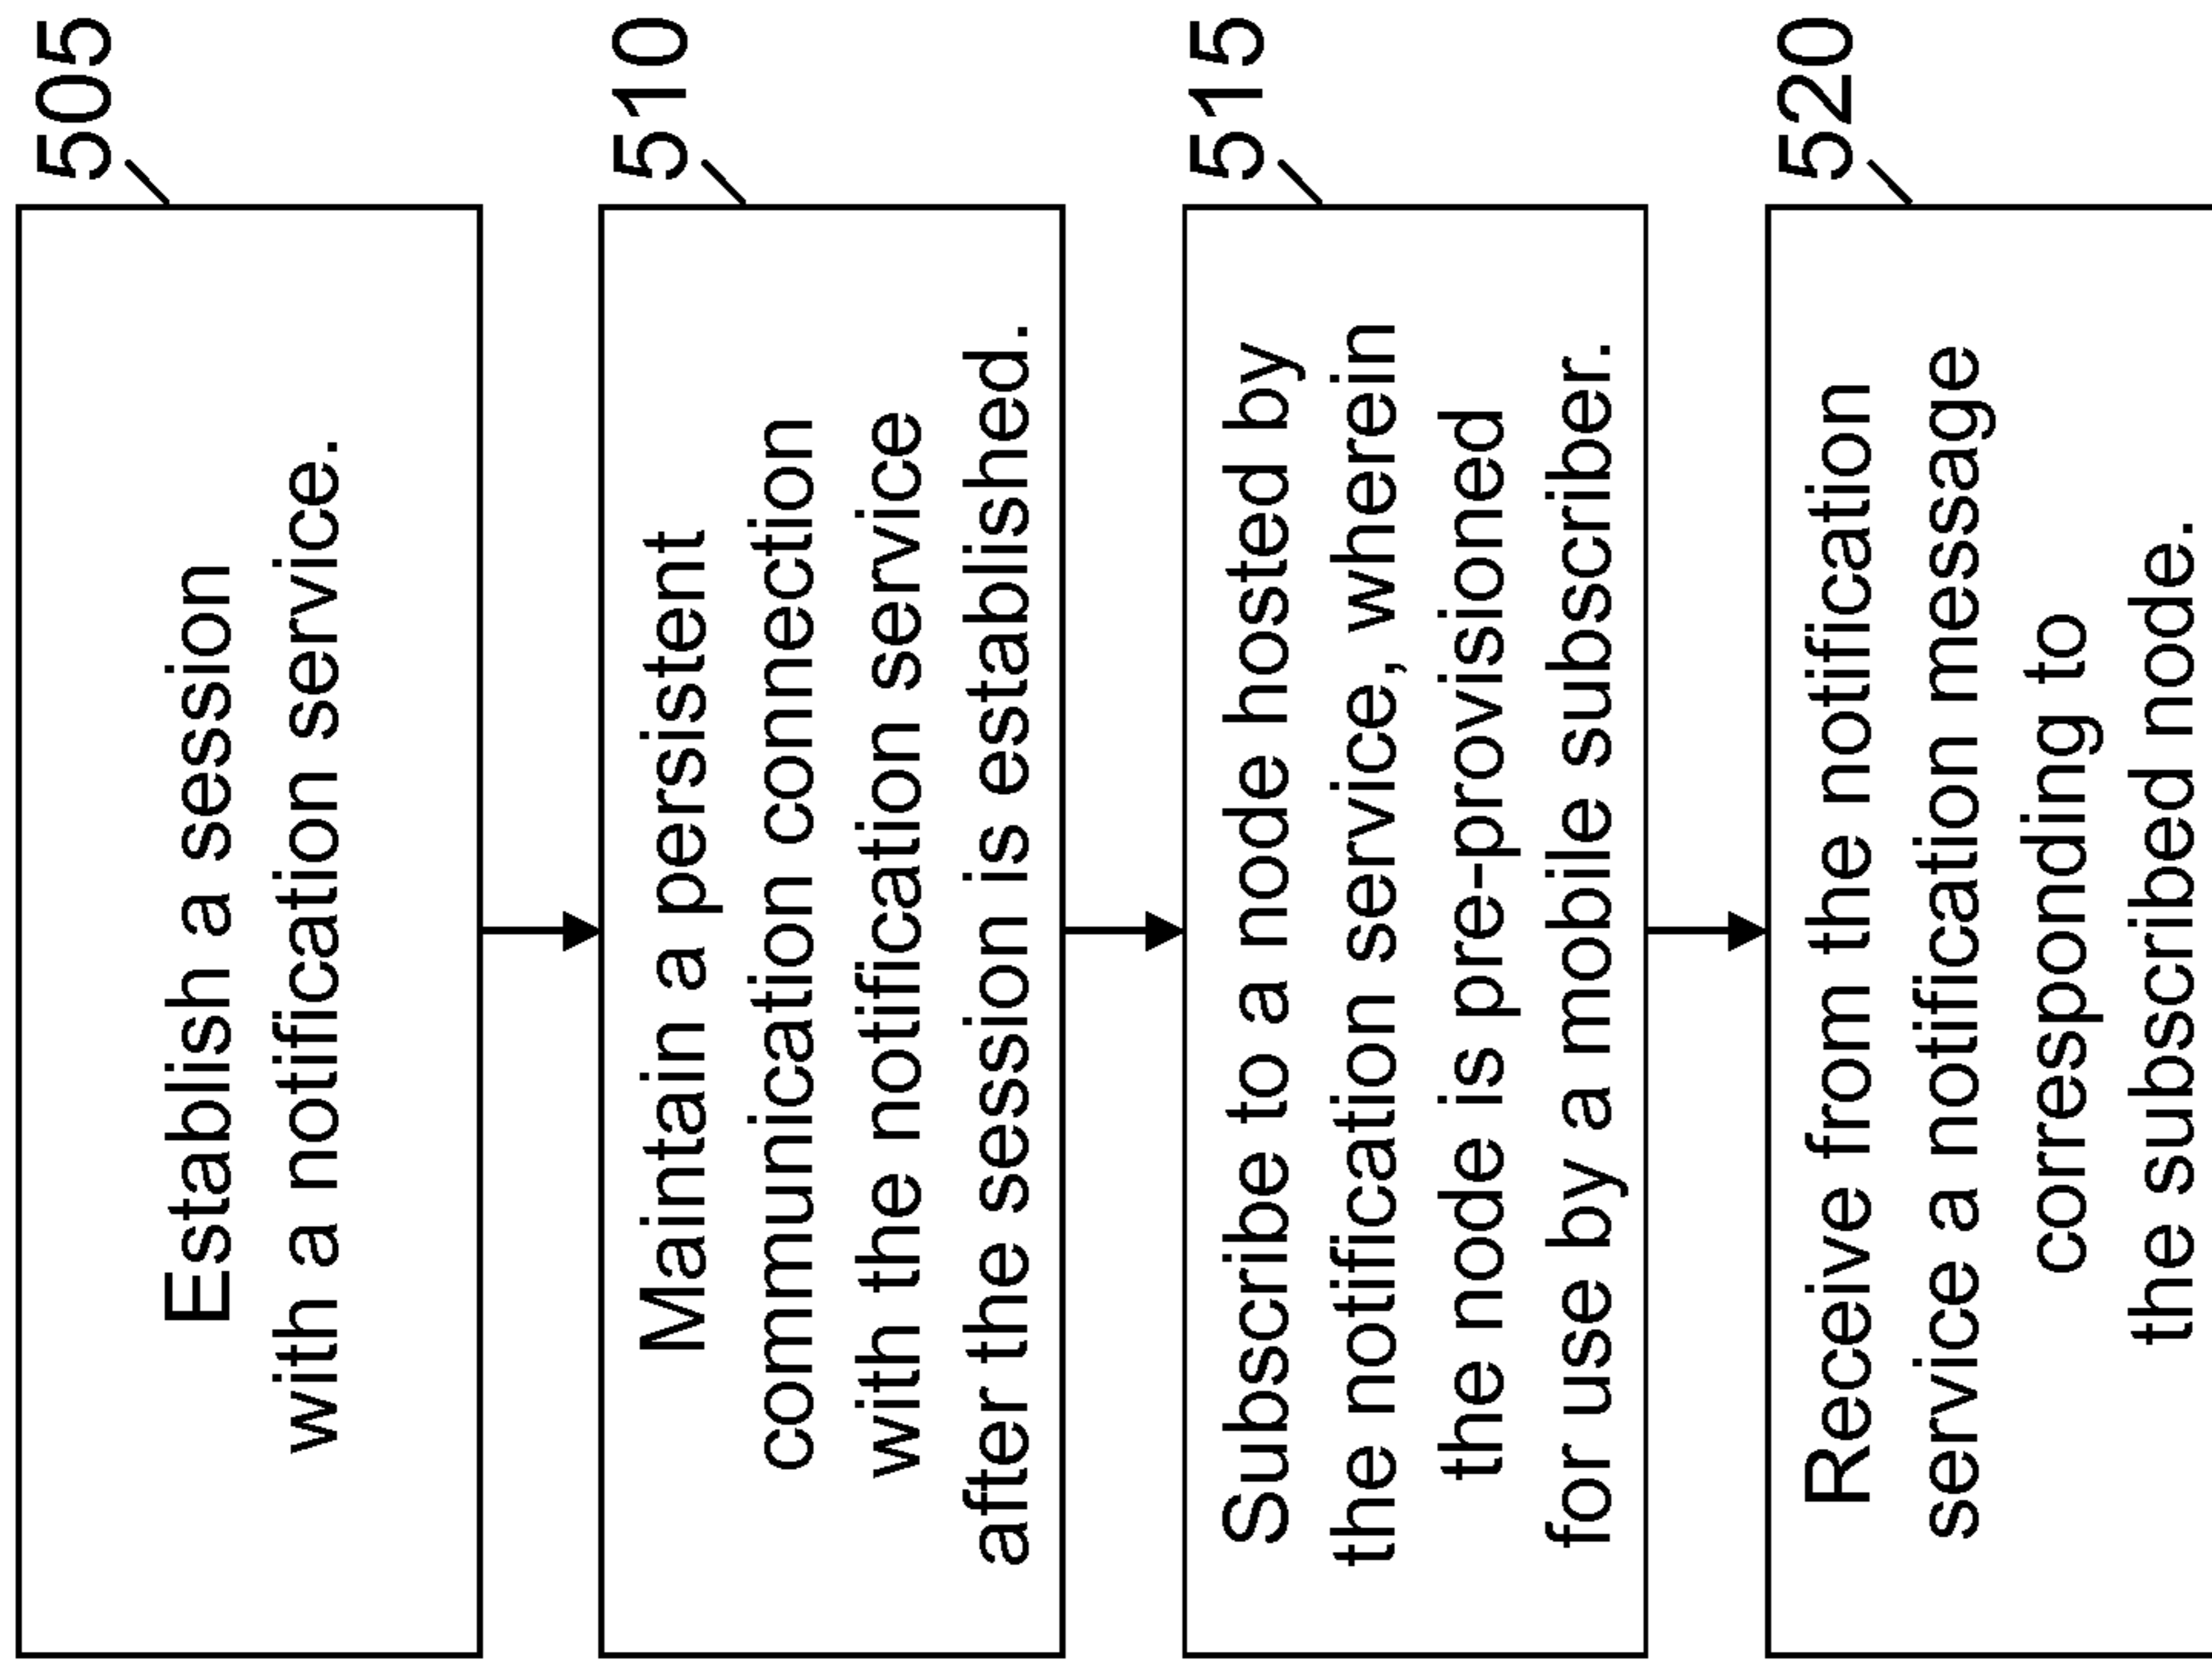 505
Establish a session
with a notification service.
510
Maintain a persistent
communication connection
with the notification service
after the session is established.
515
Subscribe to a node hosted by
the notification service, wherein
the node is pre-provisioned
for use by a mobile subscriber.
520
Receive from the notification
service a notification message
corresponding to
the subscribed node.